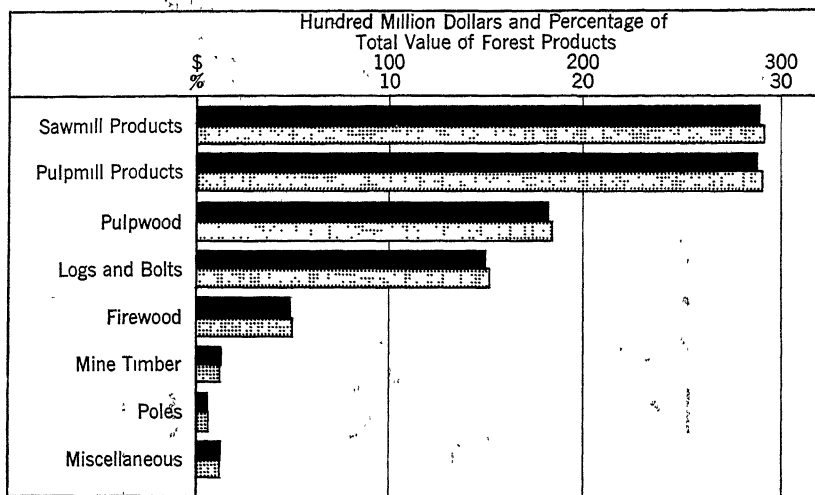 Hundred Million Dollars and Percentage of
Total Value of Forest Products
$ 100 200 300
% 10 20 30
Sawmill Products
Pulpmill Products
Pulpwood
Logs and Bolts
Firewood
Mine Timber
Poles
Miscellaneous